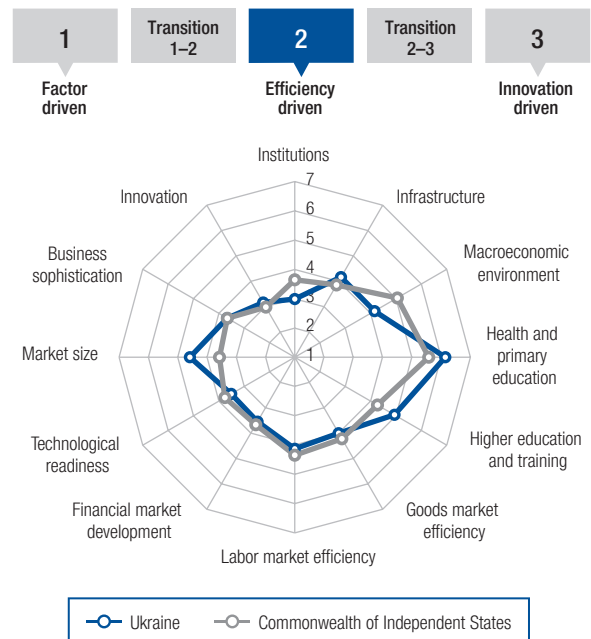 1
Transition
1–2
2
Transition
2–3
3
Factor
driven
Efficiency
driven
Innovation
driven
Institutions
Infrastructure
Macroeconomic
environment
Health and
primary
education
Higher education
and training
Goods market
efficiency
Labor market efficiency
Financial market
development
Technological
readiness
Market size
Business
sophistication
Innovation
7
6
5
4
3
2
1
Ukraine
Commonwealth of Independent States